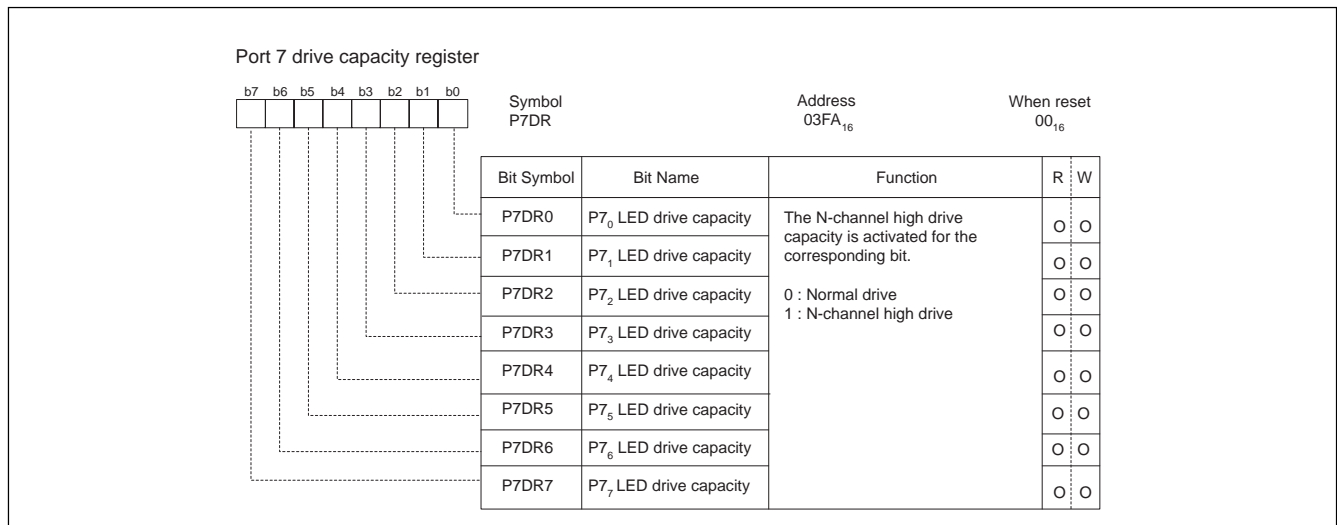 Port 7 drive capacity register
b7 b6 b5 b4 b3 b2 b1 b0
Symbol Address When reset
P7DR 03FA₁₆ 00₁₆
Bit Symbol Bit Name Function R W
P7DR0 P7₀ LED drive capacity The N-channel high drive capacity is activated for the corresponding bit. O O
P7DR1 P7₁ LED drive capacity O O
P7DR2 P7₂ LED drive capacity 0 : Normal drive O O
P7DR3 P7₃ LED drive capacity 1 : N-channel high drive O O
P7DR4 P7₄ LED drive capacity O O
P7DR5 P7₅ LED drive capacity O O
P7DR6 P7₆ LED drive capacity O O
P7DR7 P7₇ LED drive capacity O O